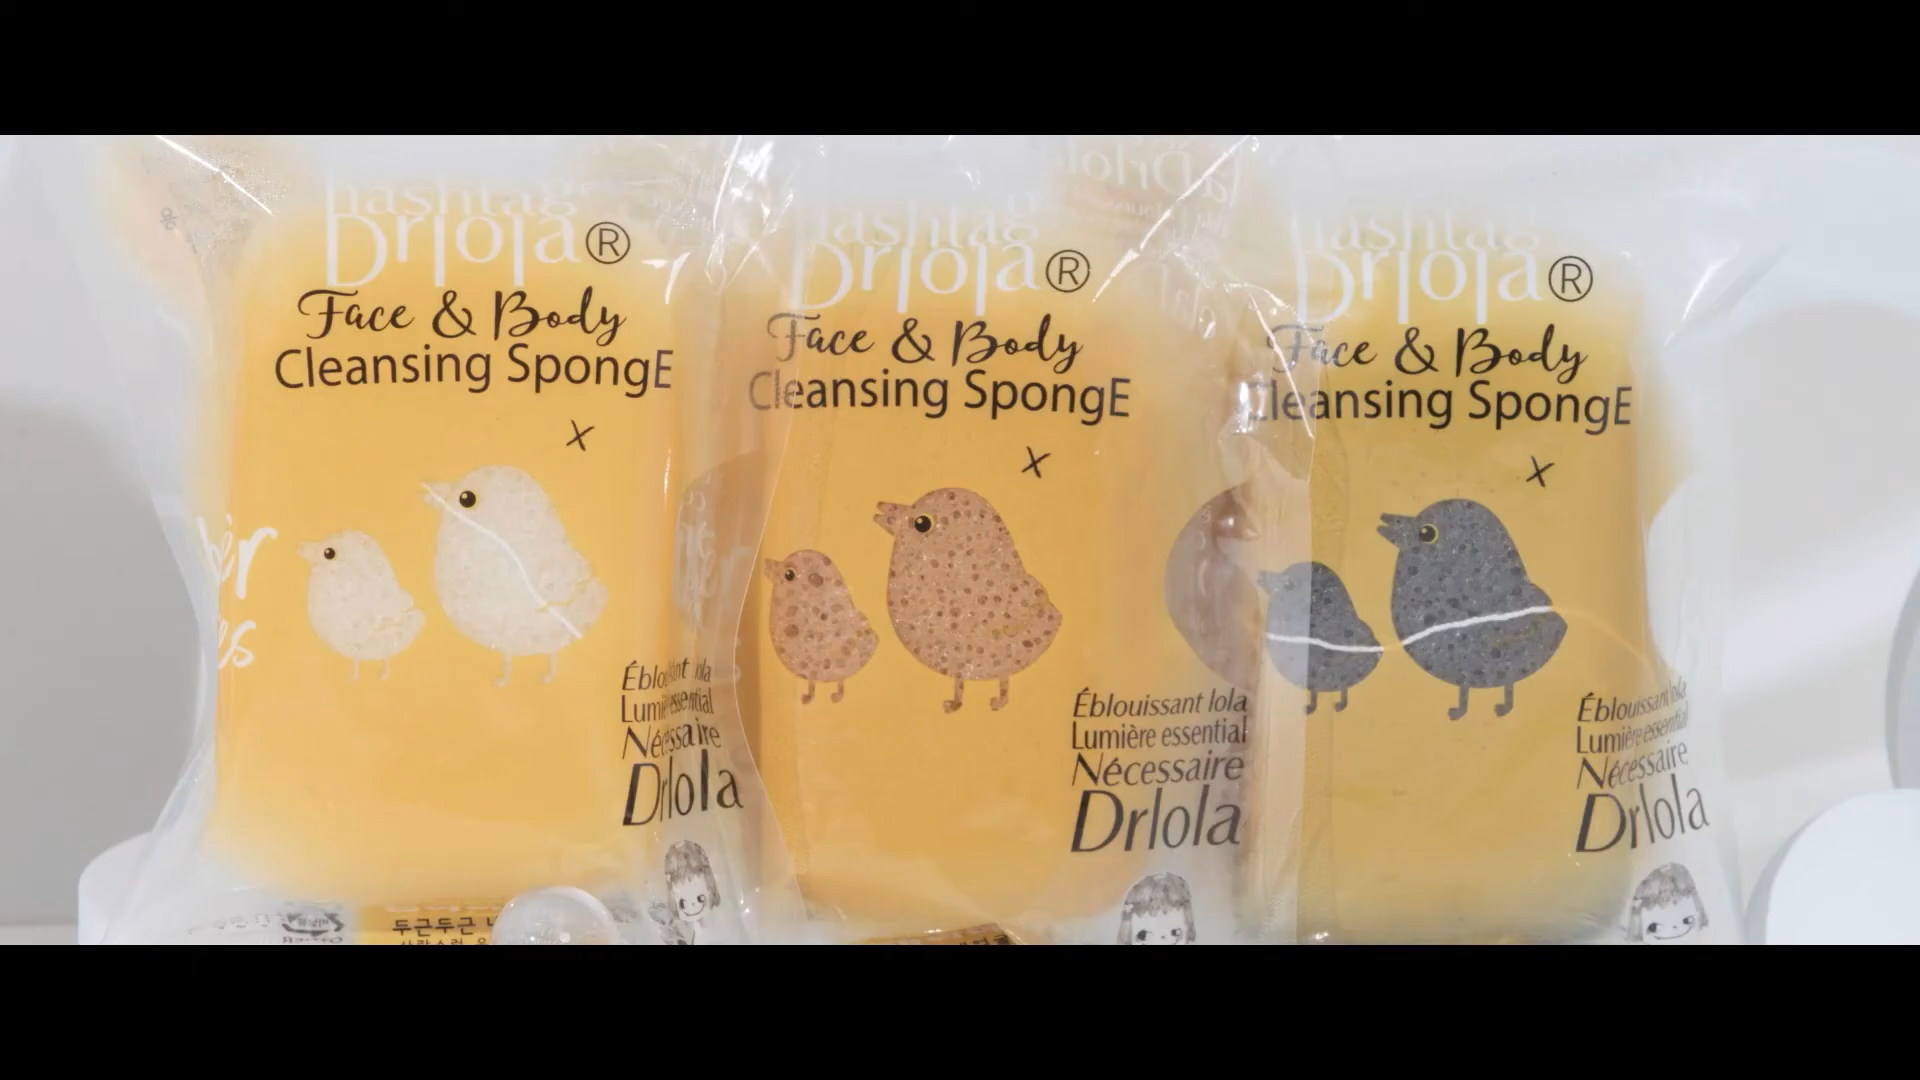 hashtag
Drlola®
Face & Body
Cleansing SpongE
x
Éblouissant lola
Lumière essential
Nécessaire
Drlola
두근두근
hashtag
Drlola®
Face & Body
Cleansing SpongE
x
Éblouissant lola
Lumière essential
Nécessaire
Drlola
hashtag
Drlola®
Face & Body
Cleansing SpongE
x
Éblouissant lola
Lumière essential
Nécessaire
Drlola